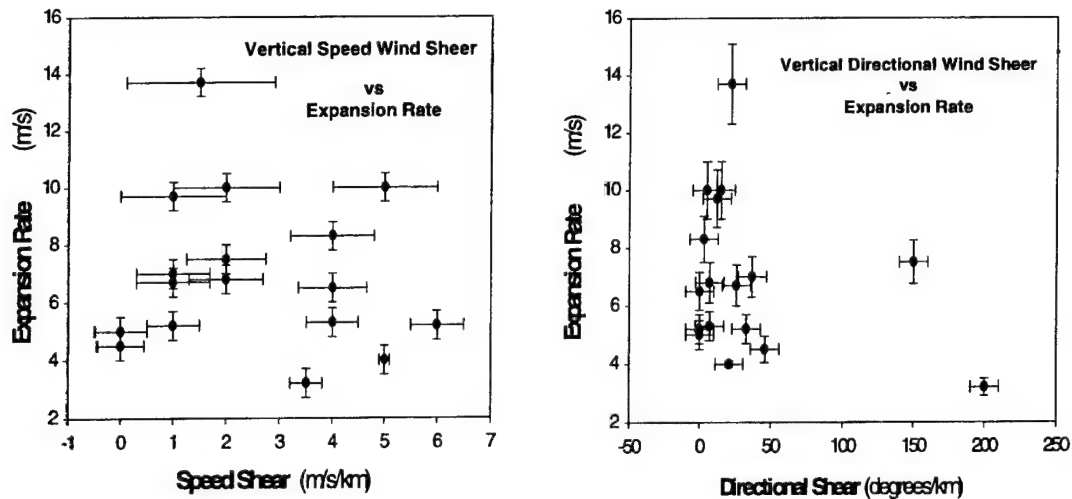 16
14
12
10
8
6
4
2
Expansion Rate (m/s)
Vertical Speed Wind Sheer
vs
Expansion Rate
-1 0 1 2 3 4 5 6 7
Speed Shear (m/s/km)
16
14
12
10
8
6
4
2
Expansion Rate (m/s)
Vertical Directional Wind Sheer
vs
Expansion Rate
-50 0 50 100 150 200 250
Directional Shear (degrees/km)